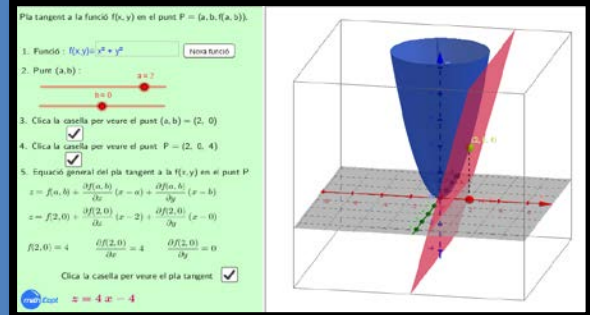 Pla tangent a la funció f(x, y) en el punt P = (a, b, f(a, b)).
1. Funció : f(x,y)= x² + y²
Nova funció
2. Punt (a,b) :
a = 2
b = 0
3. Clica la casella per veure el punt (a, b) = (2, 0)
4. Clica la casella per veure el punt P = (2, 0, 4)
5. Equació general del pla tangent a la f(x, y) en el punt P
z = f(a, b) + ∂f(a, b)/∂x (x − a) + ∂f(a, b)/∂y (x − b)
z = f(2, 0) + ∂f(2, 0)/∂x (x − 2) + ∂f(2, 0)/∂y (x − 0)
f(2, 0) = 4 ∂f(2, 0)/∂x = 4 ∂f(2, 0)/∂y = 0
Clica la casella per veure el pla tangent
z = 4 x − 4